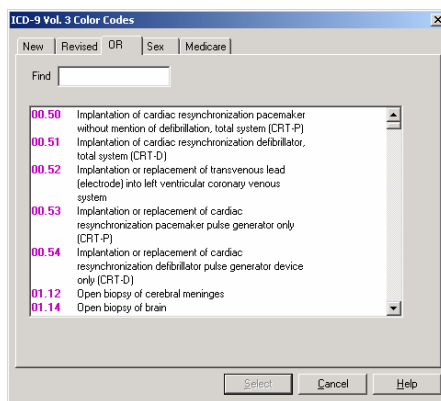 ICD-9 Vol. 3 Color Codes
New Revised OR Sex Medicare
Find
00.50 Implantation of cardiac resynchronization pacemaker
without mention of defibrillation, total system (CRT-P)
00.51 Implantation of cardiac resynchronization defibrillator,
total system (CRT-D)
00.52 Implantation or replacement of transvenous lead
(electrode) into left ventricular coronary venous
system
00.53 Implantation or replacement of cardiac
resynchronization pacemaker pulse generator only
(CRT-P)
00.54 Implantation or replacement of cardiac
resynchronization defibrillator pulse generator device
only (CRT-D)
01.12 Open biopsy of cerebral meninges
01.14 Open biopsy of brain
Select Cancel Help